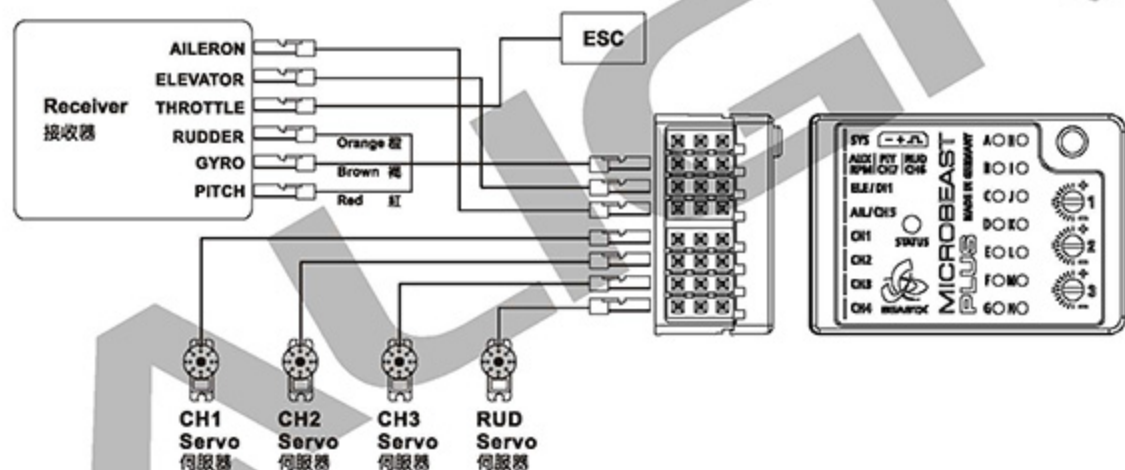 Receiver
接收器
AILERON
ELEVATOR
THROTTLE
RUDDER
GYRO
PITCH
Orange 橙
Brown 褐
Red 紅
ESC
CH1
Servo
伺服器
CH2
Servo
伺服器
CH3
Servo
伺服器
RUD
Servo
伺服器
SYS
AUX PIT RUD
RPM CH7 CH6
ELE/DI1
AIL/CH5
CH1
CH2
CH3
CH4
STATUS
BEASTX
MICROBEAST
PLUS
MADE IN GERMANY
A H
B I
C J
D K
E L
F M
G N
1
2
3
ALIGN